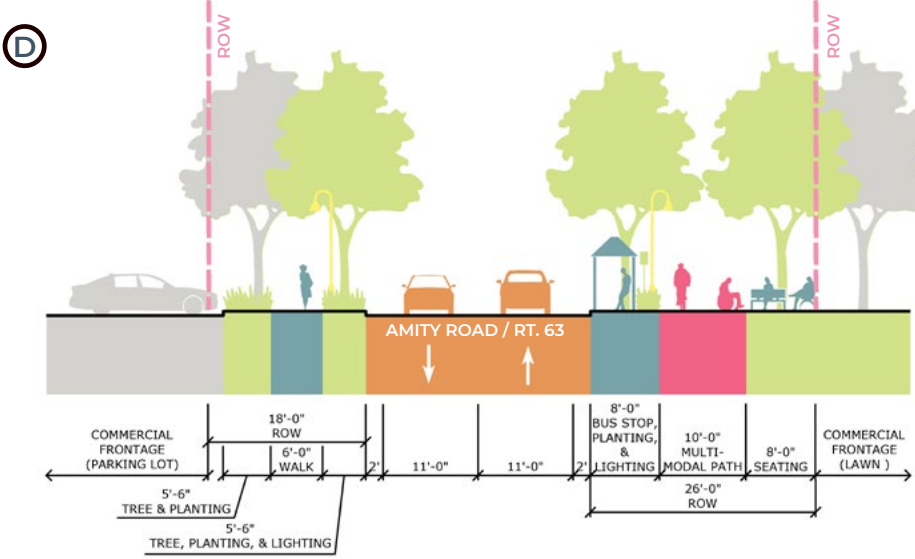 D
ROW
ROW
AMITY ROAD / RT. 63
COMMERCIAL
FRONTAGE
(PARKING LOT)
18'-0"
ROW
6'-0"
WALK
5'-6"
TREE & PLANTING
5'-6"
TREE, PLANTING, & LIGHTING
2'
11'-0"
11'-0"
2'
8'-0"
BUS STOP,
PLANTING,
&
LIGHTING
10'-0"
MULTI-
MODAL PATH
8'-0"
SEATING
26'-0"
ROW
COMMERCIAL
FRONTAGE
(LAWN )